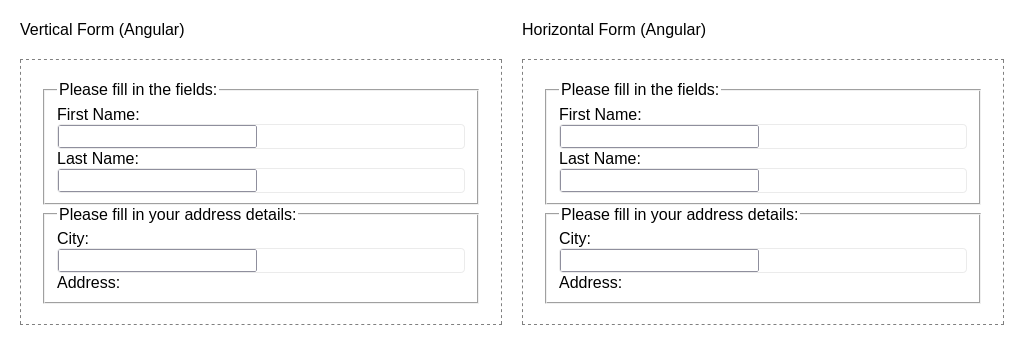 Vertical Form (Angular)
Please fill in the fields:
First Name:
Last Name:
Please fill in your address details:
City:
Address:
Horizontal Form (Angular)
Please fill in the fields:
First Name:
Last Name:
Please fill in your address details:
City:
Address: